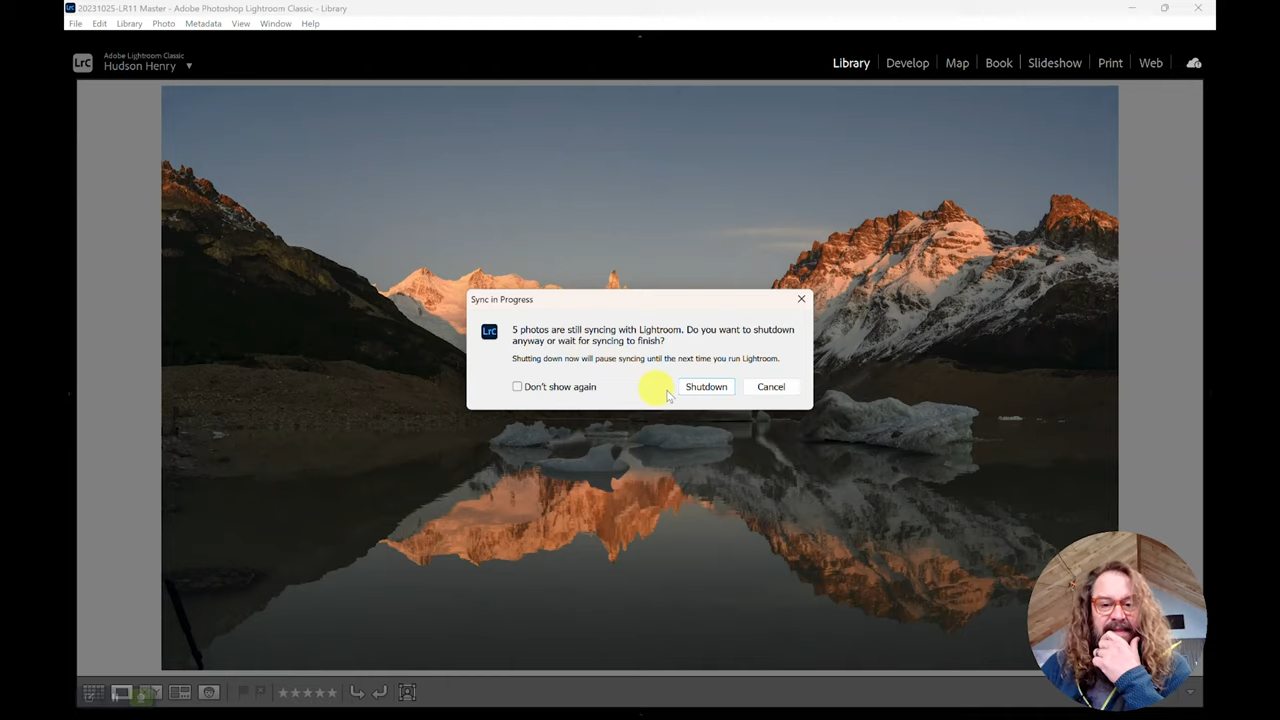 20231025-LR11 Master - Adobe Photoshop Lightroom Classic - Library
File Edit Library Photo Metadata View Window Help
LrC
Adobe Lightroom Classic
Hudson Henry
Library Develop Map Book Slideshow Print Web
Sync in Progress
LrC
5 photos are still syncing with Lightroom. Do you want to shutdown
anyway or wait for syncing to finish?
Shutting down now will pause syncing until the next time you run Lightroom.
Don't show again Shutdown Cancel